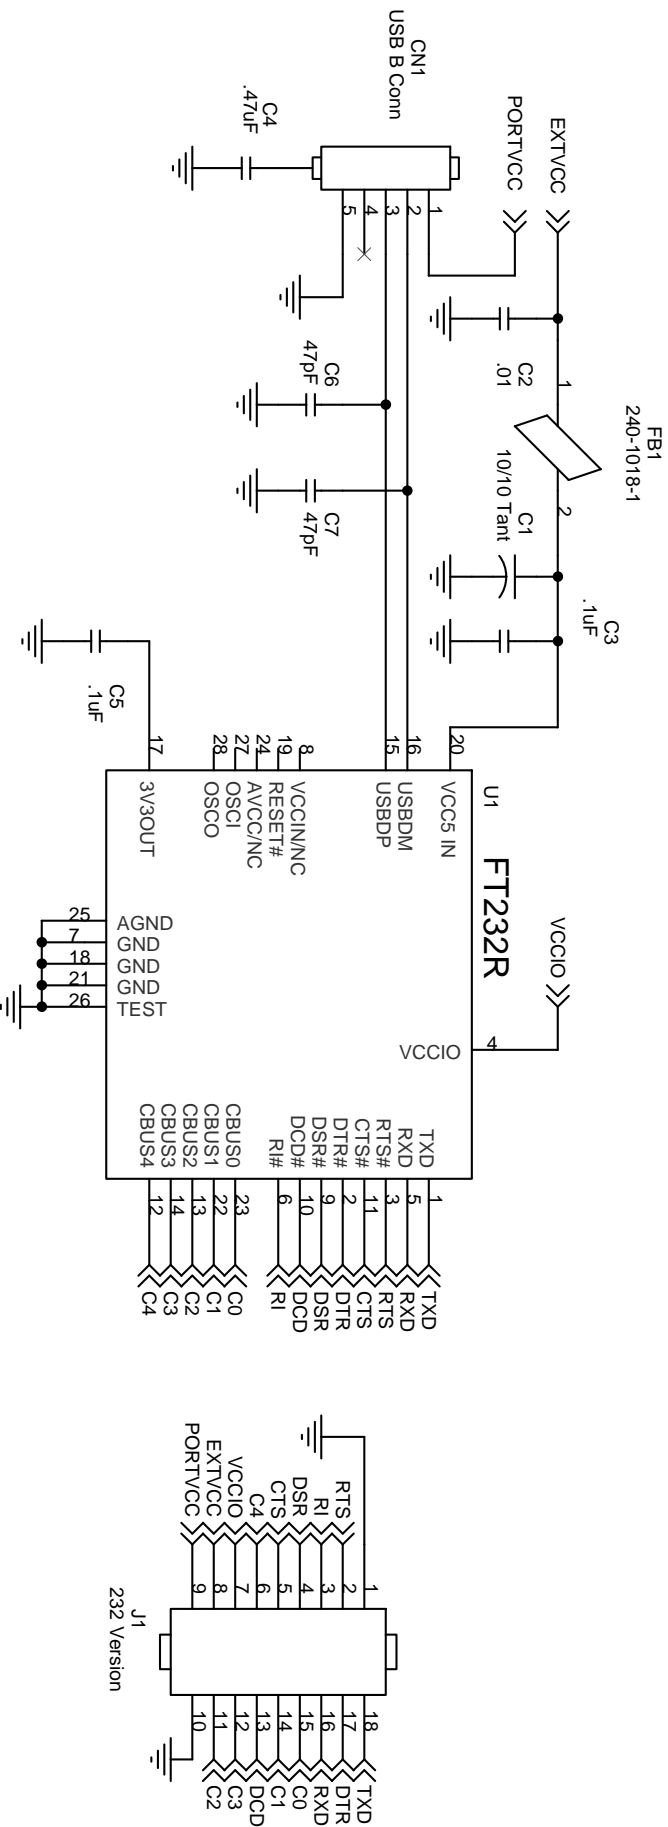 CN1
USB B Conn
C4
.47uF
PORTVCC
EXTVCC
1
2
3
4
5
C2
.01
1
FB1
240-1018-1
2
C1
10/10 Tant
C3
.1uF
C6
47pF
C7
47pF
C5
.1uF
U1
FT232R
20
VCC5 IN
16
USBDM
15
USBDP
8
VCCIN/NC
19
RESET#
24
AVCC/NC
27
OSCI
28
OSCO
17
3V3OUT
25
AGND
7
GND
18
GND
21
GND
26
TEST
VCCIO
4
VCCIO
TXD
1
TXD
RXD
5
RXD
RTS#
3
RTS
CTS#
11
CTS
DTR#
2
DTR
DSR#
9
DSR
DCD#
10
DCD
RI#
6
RI
CBUS0
23
C0
CBUS1
22
C1
CBUS2
13
C2
CBUS3
14
C3
CBUS4
12
C4
J1
232 Version
1
RTS
2
RI
3
DSR
4
CTS
5
C4
6
VCCIO
7
EXTVCC
8
PORTVCC
9
18
TXD
17
DTR
16
RXD
15
C0
14
C1
13
DCD
12
C3
11
C2
10